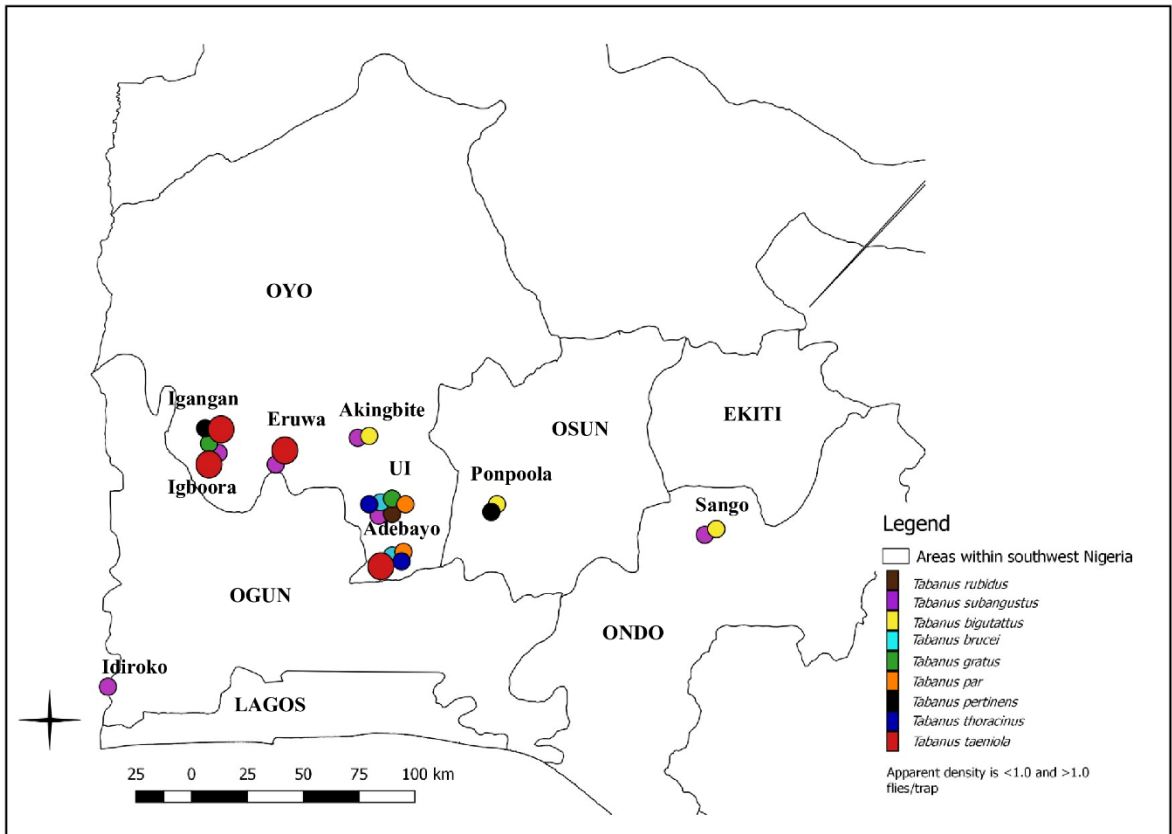 OYO
Igangan
Eruwa
Akingbite
OSUN
EKITI
UI
Ponpoola
Igboora
Sango
Adebayo
OGUN
ONDO
Idiroko
LAGOS
25 0 25 50 75 100 km
Legend
Areas within southwest Nigeria
Tabanus rubidus
Tabanus subangustus
Tabanus bigutattus
Tabanus brucei
Tabanus gratus
Tabanus par
Tabanus pertinens
Tabanus thoracinus
Tabanus taeniola
Apparent density is <1.0 and >1.0
flies/trap